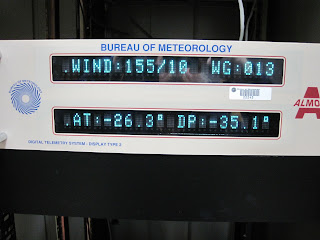 BUREAU OF METEOROLOGY
.WIND:155/10 WG:013
A
ALMO
.AT:-26.3° DP:-35.1°
DIGITAL TELEMETRY SYSTEM - DISPLAY TYPE 2